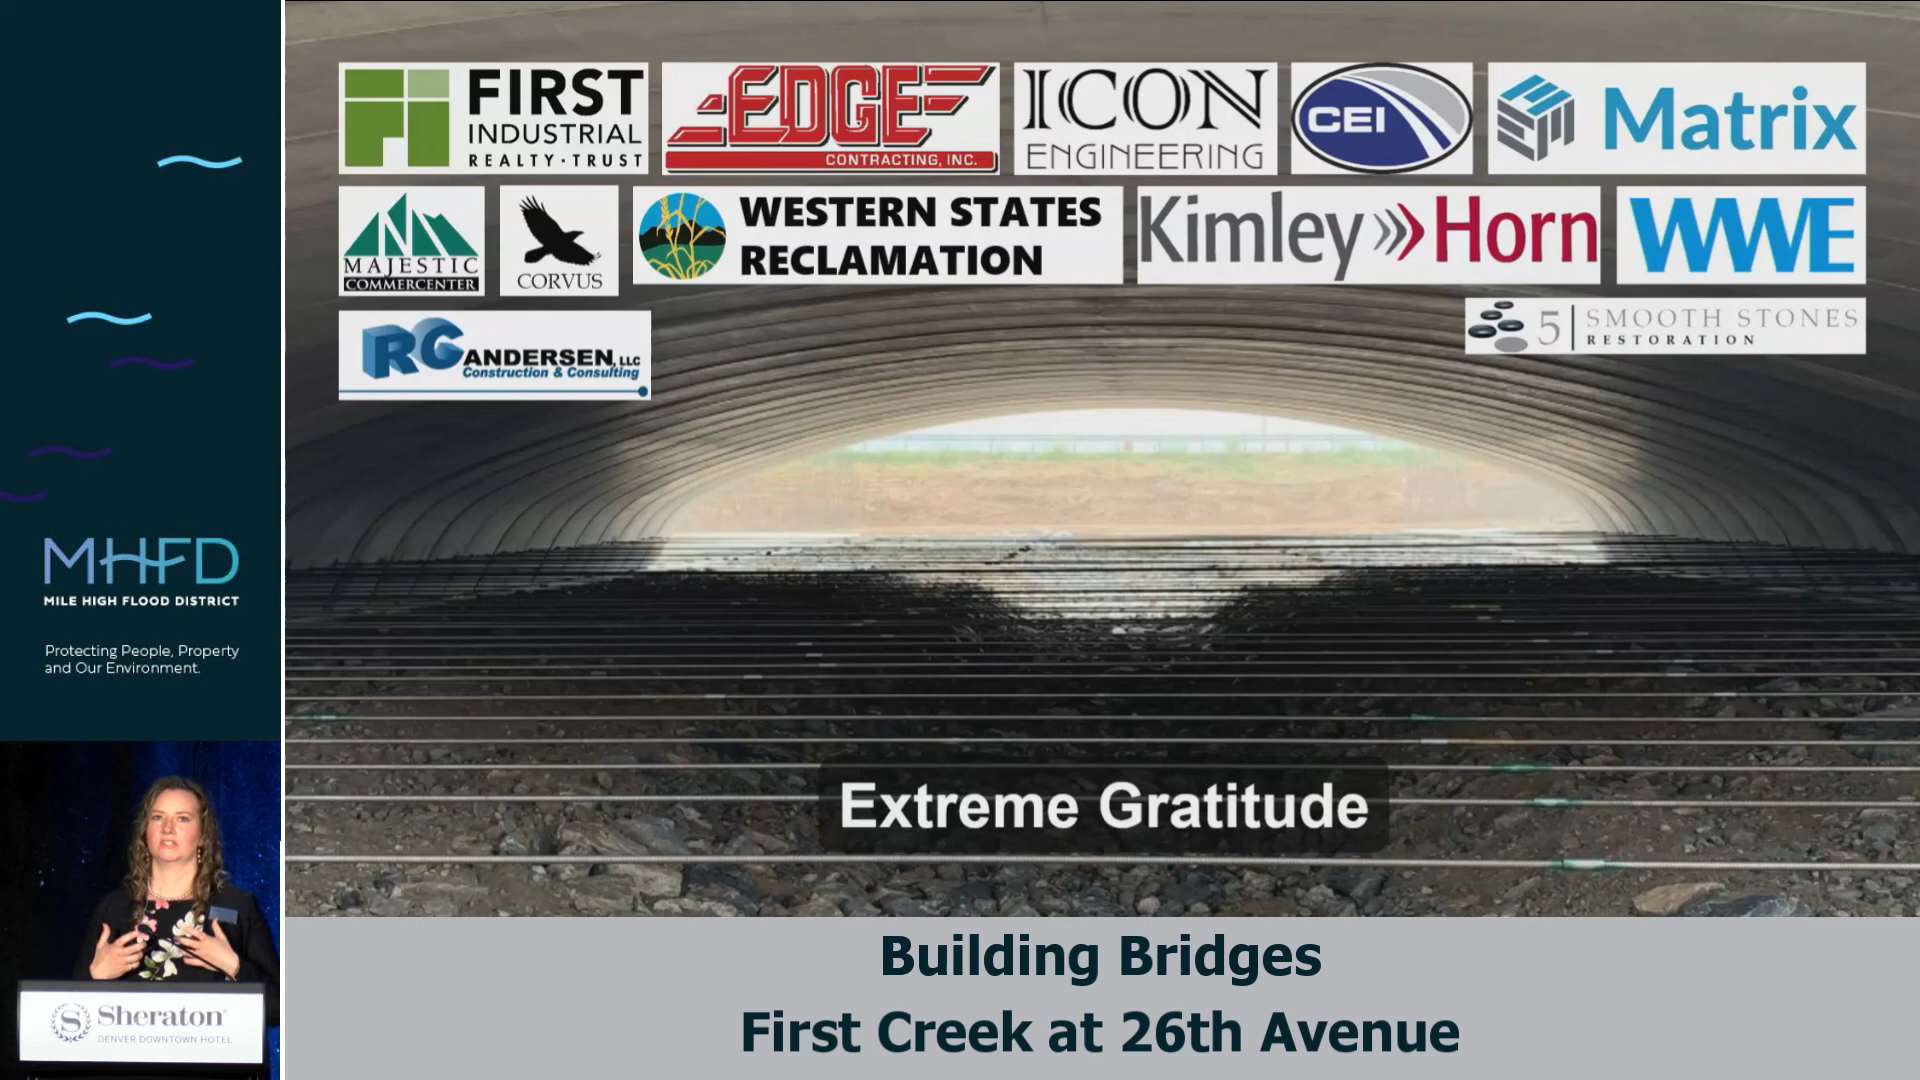 FIRST
INDUSTRIAL
REALTY · TRUST
EDGE
CONTRACTING, INC.
ICON
ENGINEERING
CEI
Matrix
MAJESTIC
COMMERCENTER
CORVUS
WESTERN STATES
RECLAMATION
Kimley»Horn
WWE
RG ANDERSEN, LLC
Construction & Consulting
5 SMOOTH STONES
RESTORATION
MHFD
MILE HIGH FLOOD DISTRICT
Protecting People, Property
and Our Environment.
Extreme Gratitude
S Sheraton
DENVER DOWNTOWN HOTEL
Building Bridges
First Creek at 26th Avenue